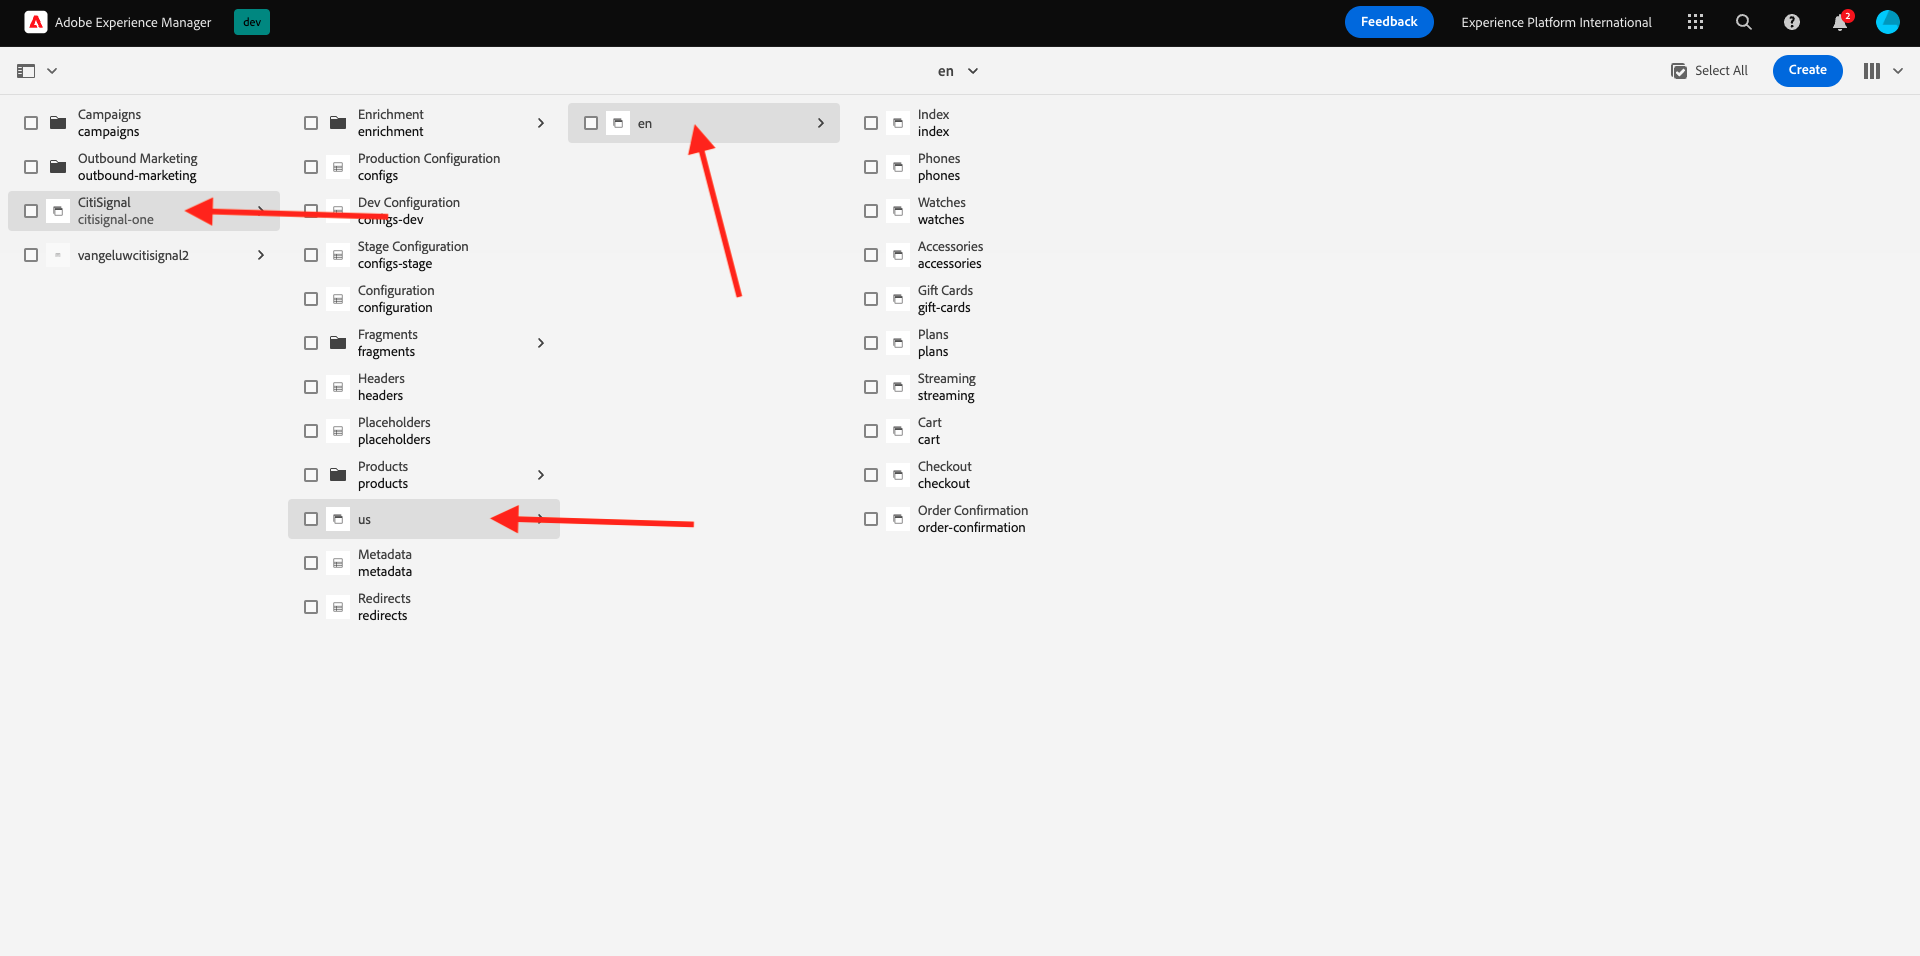 Adobe Experience Manager
dev
Feedback
Experience Platform International
2
en
Select All
Create
Campaigns
campaigns
Outbound Marketing
outbound-marketing
CitiSignal
citisignal-one
vangeluwcitisignal2
Enrichment
enrichment
Production Configuration
configs
Dev Configuration
configs-dev
Stage Configuration
configs-stage
Configuration
configuration
Fragments
fragments
Headers
headers
Placeholders
placeholders
Products
products
us
Metadata
metadata
Redirects
redirects
en
Index
index
Phones
phones
Watches
watches
Accessories
accessories
Gift Cards
gift-cards
Plans
plans
Streaming
streaming
Cart
cart
Checkout
checkout
Order Confirmation
order-confirmation